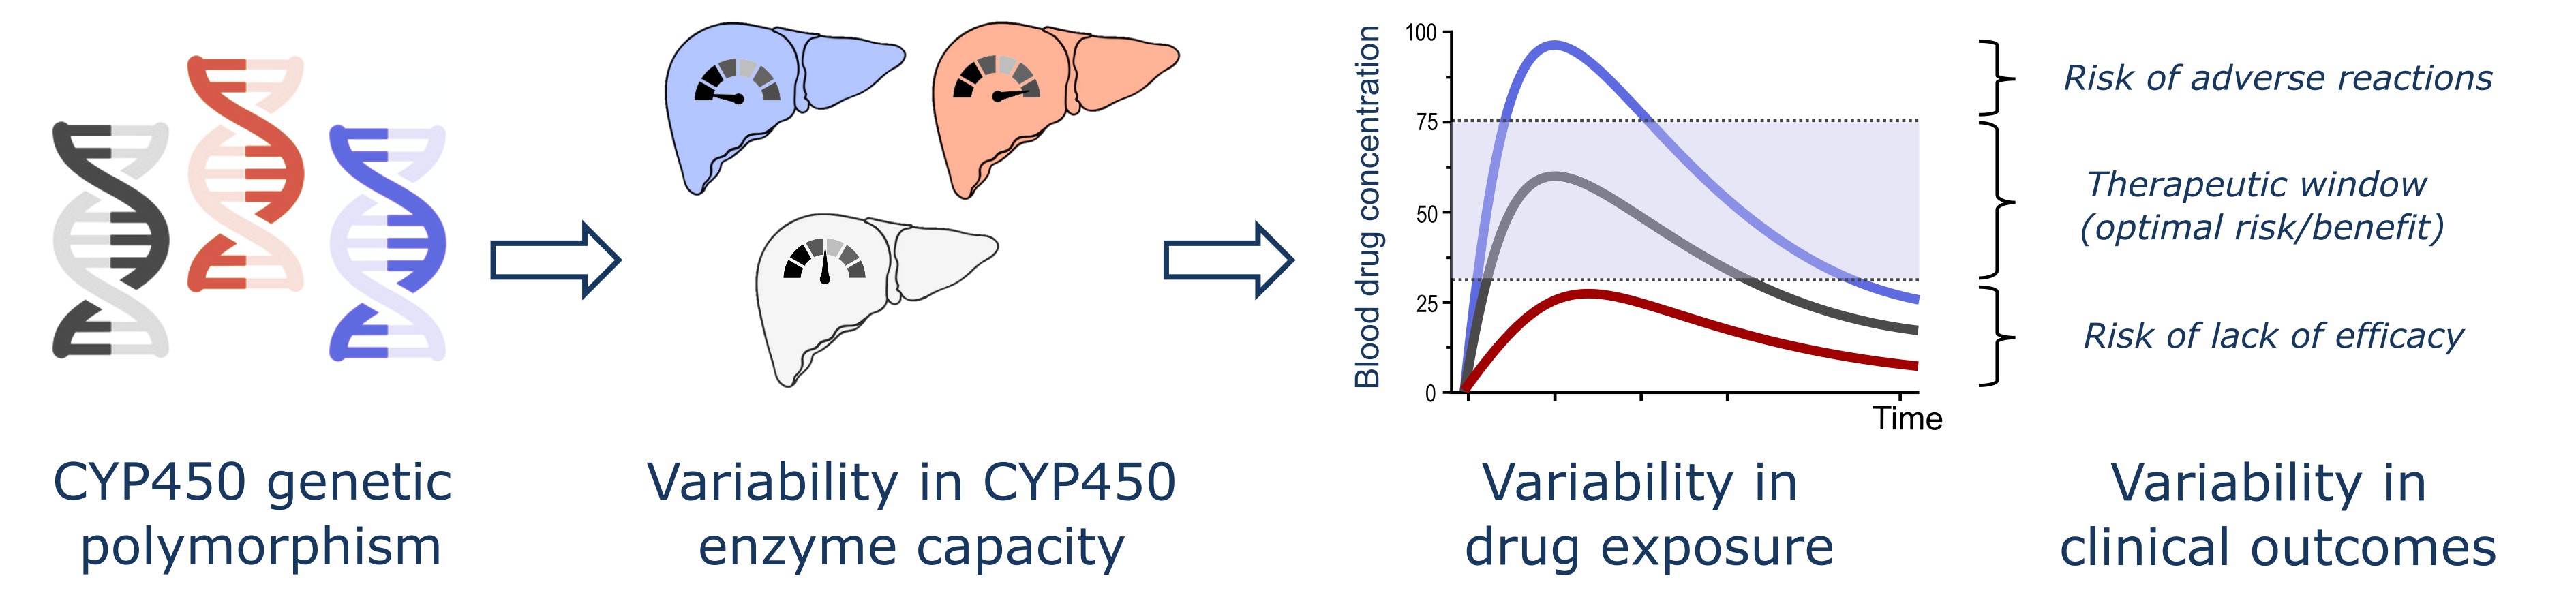 Blood drug concentration
100
75
50
25
0
Time
Risk of adverse reactions
Therapeutic window
(optimal risk/benefit)
Risk of lack of efficacy
CYP450 genetic
polymorphism
Variability in CYP450
enzyme capacity
Variability in
drug exposure
Variability in
clinical outcomes